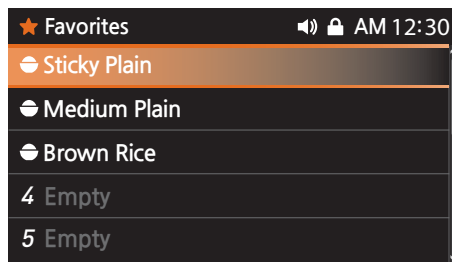 Favorites AM 12:30
Sticky Plain
Medium Plain
Brown Rice
4 Empty
5 Empty